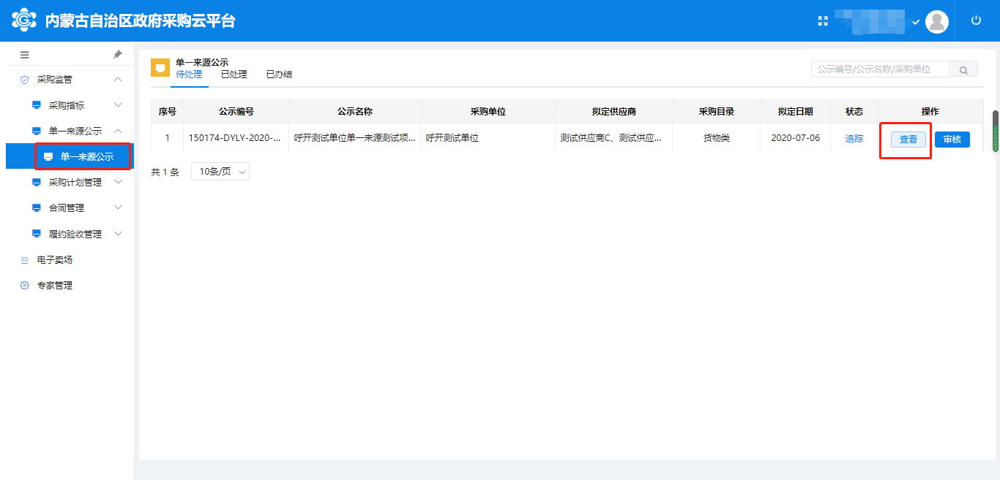 内蒙古自治区政府采购云平台
采购监管
采购指标
单一来源公示
单一来源公示
采购计划管理
合同管理
履约验收管理
电子卖场
专家管理
单一来源公示
待处理 已处理 已办结
公示编号/公示名称/采购单位
序号 公示编号 公示名称 采购单位 拟定供应商 采购目录 拟定日期 状态 操作
1 150174-DYLY-2020-... 呼开测试单位单一来源测试项... 呼开测试单位 测试供应商C、测试供应... 货物类 2020-07-06 追踪 查看 审核
共 1 条 10条/页